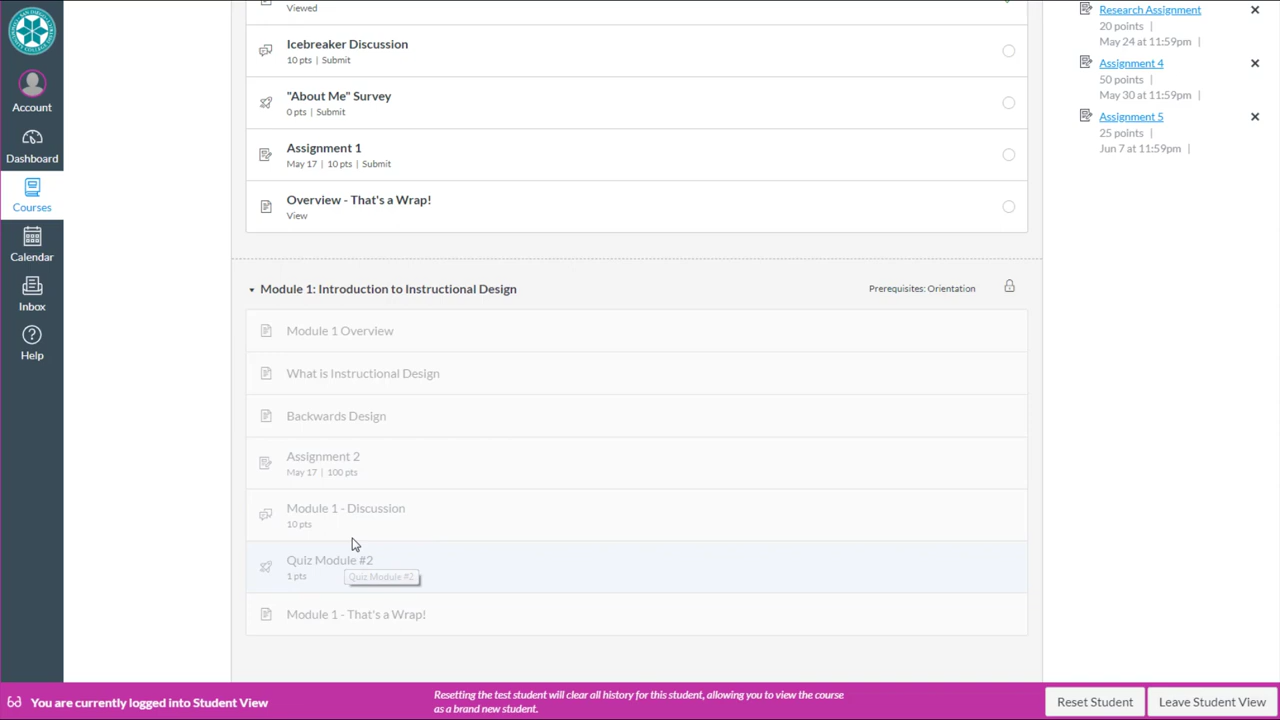 Viewed
Icebreaker Discussion
10 pts | Submit
"About Me" Survey
0 pts | Submit
Assignment 1
May 17 | 10 pts | Submit
Overview - That's a Wrap!
View
Module 1: Introduction to Instructional Design
Prerequisites: Orientation
Module 1 Overview
What is Instructional Design
Backwards Design
Assignment 2
May 17 | 100 pts
Module 1 - Discussion
10 pts
Quiz Module #2
1 pts
Quiz Module #2
Module 1 - That's a Wrap!
Research Assignment
20 points |
May 24 at 11:59pm |
Assignment 4
50 points |
May 30 at 11:59pm |
Assignment 5
25 points |
Jun 7 at 11:59pm |
Account
Dashboard
Courses
Calendar
Inbox
Help
You are currently logged into Student View
Resetting the test student will clear all history for this student, allowing you to view the course
as a brand new student.
Reset Student
Leave Student View